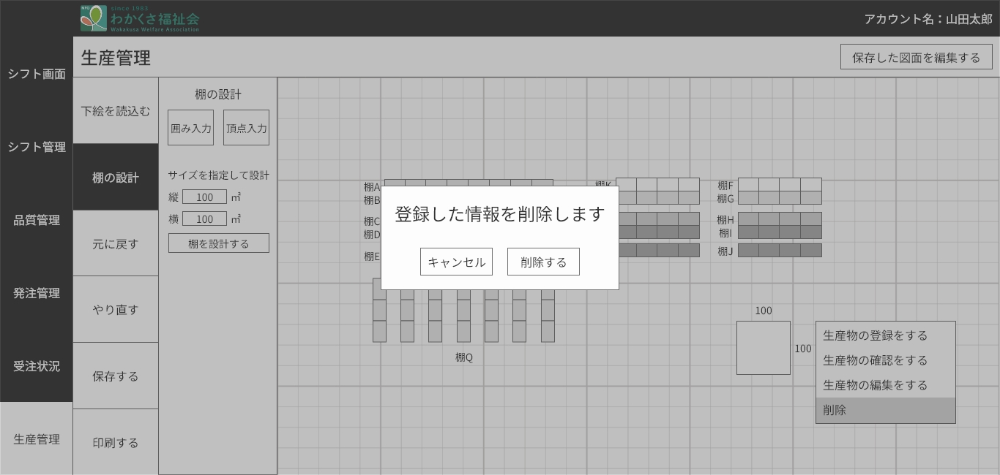 NPO
since 1983
わかくさ福祉会
Wakakusa Welfare Association
アカウント名：山田太郎
シフト画面
シフト管理
品質管理
発注管理
受注状況
生産管理
生産管理
保存した図面を編集する
下絵を読込む
棚の設計
元に戻す
やり直す
保存する
印刷する
棚の設計
囲み入力
頂点入力
サイズを指定して設計
縦 100 ㎡
横 100 ㎡
棚を設計する
棚A
棚B
棚C
棚D
棚E
棚K
棚F
棚G
棚H
棚I
棚J
棚Q
登録した情報を削除します
キャンセル
削除する
100
100
生産物の登録をする
生産物の確認をする
生産物の編集をする
削除